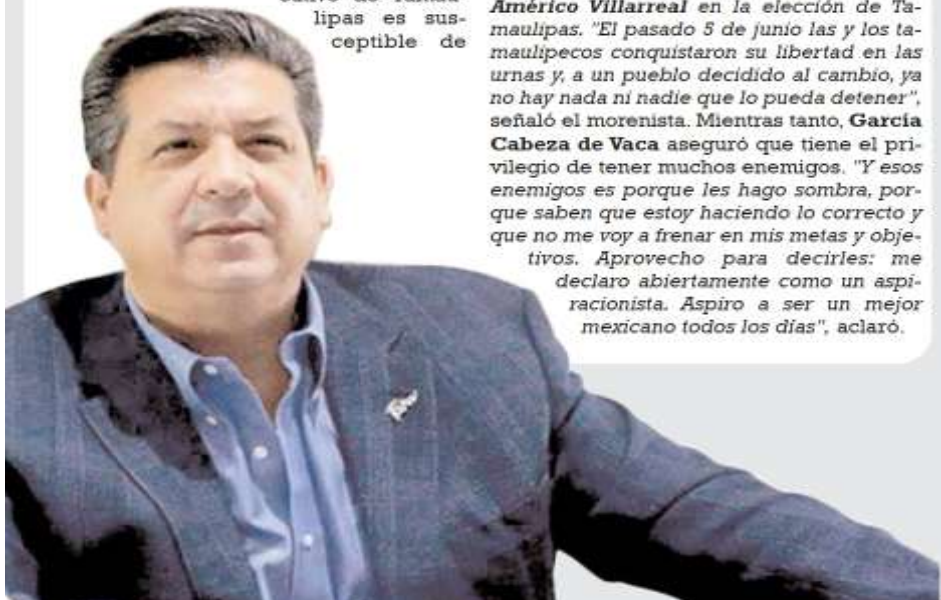 lipas es sus-
ceptible de
Américo Villarreal en la elección de Ta-
maulipas. "El pasado 5 de junio las y los ta-
maulipecos conquistaron su libertad en las
urnas y, a un pueblo decidido al cambio, ya
no hay nada ni nadie que lo pueda detener",
señaló el morenista. Mientras tanto, García
Cabeza de Vaca aseguró que tiene el pri-
vilegio de tener muchos enemigos. "Y esos
enemigos es porque les hago sombra, por-
que saben que estoy haciendo lo correcto y
que no me voy a frenar en mis metas y obje-
tivos. Aprovecho para decirles: me
declaro abiertamente como un aspi-
racionista. Aspiro a ser un mejor
mexicano todos los días", aclaró.